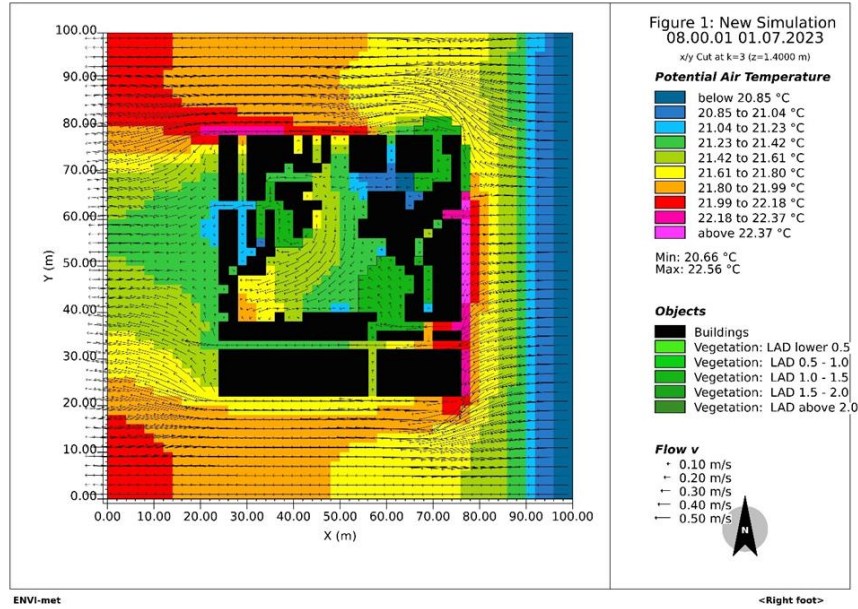 Figure 1: New Simulation
08.00.01 01.07.2023
x/y Cut at k=3 (z=1.4000 m)
Potential Air Temperature
below 20.85 °C
20.85 to 21.04 °C
21.04 to 21.23 °C
21.23 to 21.42 °C
21.42 to 21.61 °C
21.61 to 21.80 °C
21.80 to 21.99 °C
21.99 to 22.18 °C
22.18 to 22.37 °C
above 22.37 °C
Min: 20.66 °C
Max: 22.56 °C
Objects
Buildings
Vegetation: LAD lower 0.5
Vegetation: LAD 0.5 - 1.0
Vegetation: LAD 1.0 - 1.5
Vegetation: LAD 1.5 - 2.0
Vegetation: LAD above 2.0
Flow v
0.10 m/s
0.20 m/s
0.30 m/s
0.40 m/s
0.50 m/s
N
100.00
90.00
80.00
70.00
60.00
50.00
40.00
30.00
20.00
10.00
0.00
Y (m)
0.00 10.00 20.00 30.00 40.00 50.00 60.00 70.00 80.00 90.00 100.00
X (m)
ENVI-met
<Right foot>